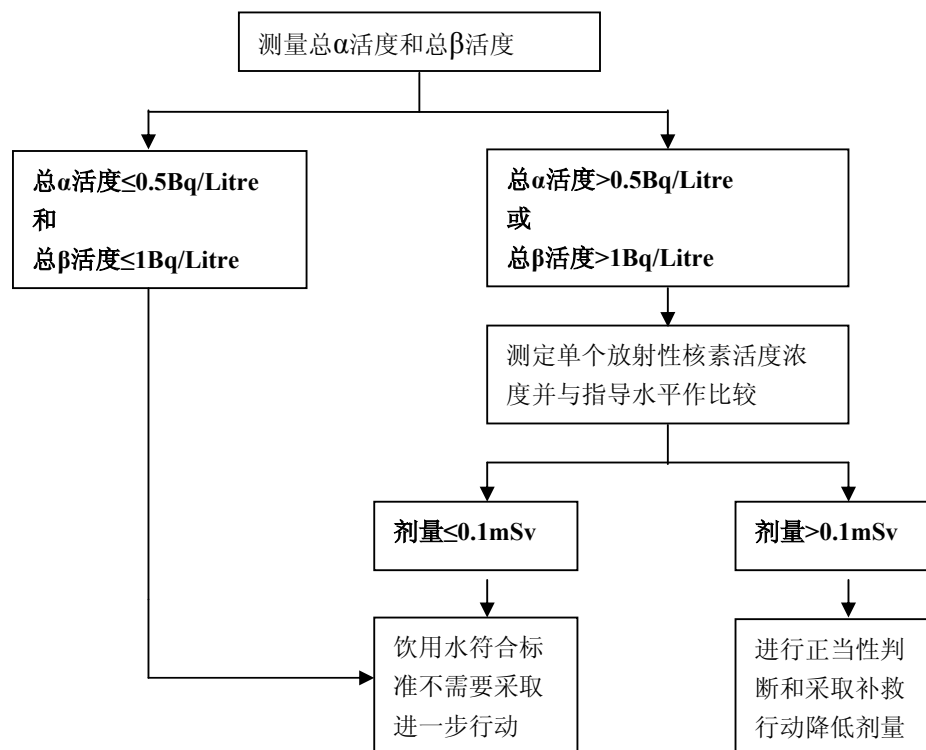 测量总α活度和总β活度
总α活度≤0.5Bq/Litre
和
总β活度≤1Bq/Litre
总α活度>0.5Bq/Litre
或
总β活度>1Bq/Litre
测定单个放射性核素活度浓
度并与指导水平作比较
剂量≤0.1mSv
剂量>0.1mSv
饮用水符合标
准不需要采取
进一步行动
进行正当性判
断和采取补救
行动降低剂量